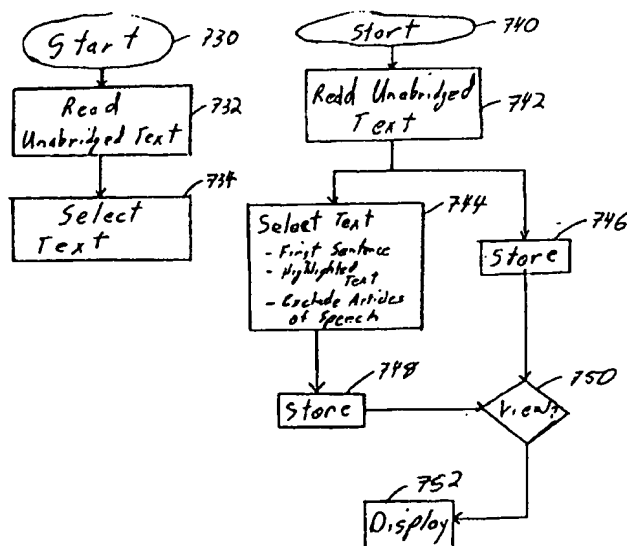 Start
730
Read
Unabridged Text
732
Select
Text
734
Start
740
Read Unabridged
Text
742
Select Text
- First Sentence
- Highlighted
Text
- Exclude Articles
of Speech
744
Store
746
Store
748
View?
750
Display
752